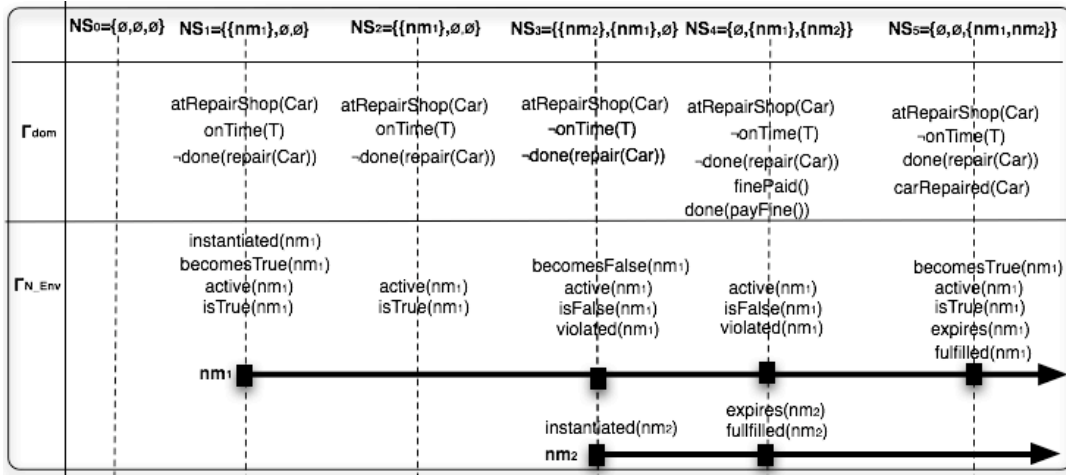 NS₀={ø,ø,ø} NS₁={{nm₁},ø,ø} NS₂={{nm₁},ø,ø} NS₃={{nm₂},{nm₁},ø} NS₄={ø,{nm₁},{nm₂}} NS₅={ø,ø,{nm₁,nm₂}}
Γdom
atRepairShop(Car)
onTime(T)
¬done(repair(Car))
atRepairShop(Car)
onTime(T)
¬done(repair(Car))
atRepairShop(Car)
¬onTime(T)
¬done(repair(Car))
atRepairShop(Car)
¬onTime(T)
¬done(repair(Car))
finePaid()
done(payFine())
atRepairShop(Car)
¬onTime(T)
done(repair(Car))
carRepaired(Car)
ΓN_Env
instantiated(nm₁)
becomesTrue(nm₁)
active(nm₁)
isTrue(nm₁)
active(nm₁)
isTrue(nm₁)
becomesFalse(nm₁)
active(nm₁)
isFalse(nm₁)
violated(nm₁)
active(nm₁)
isFalse(nm₁)
violated(nm₁)
becomesTrue(nm₁)
active(nm₁)
isTrue(nm₁)
expires(nm₁)
fulfilled(nm₁)
nm₁
instantiated(nm₂)
expires(nm₂)
fullfilled(nm₂)
nm₂